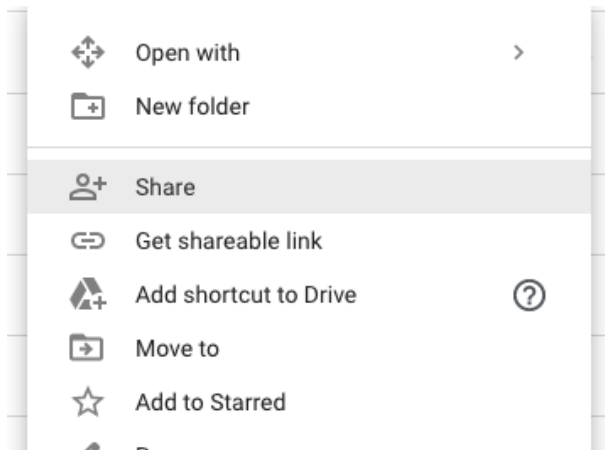 Open with
New folder
Share
Get shareable link
Add shortcut to Drive
Move to
Add to Starred